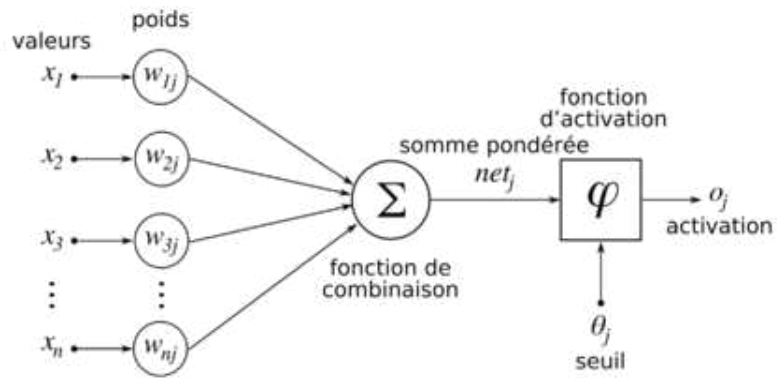 poids
valeurs
x1
w1j
x2
w2j
x3
w3j
xn
wnj
Σ
fonction de
combinaison
somme pondérée
netj
fonction
d'activation
φ
oj
activation
θj
seuil